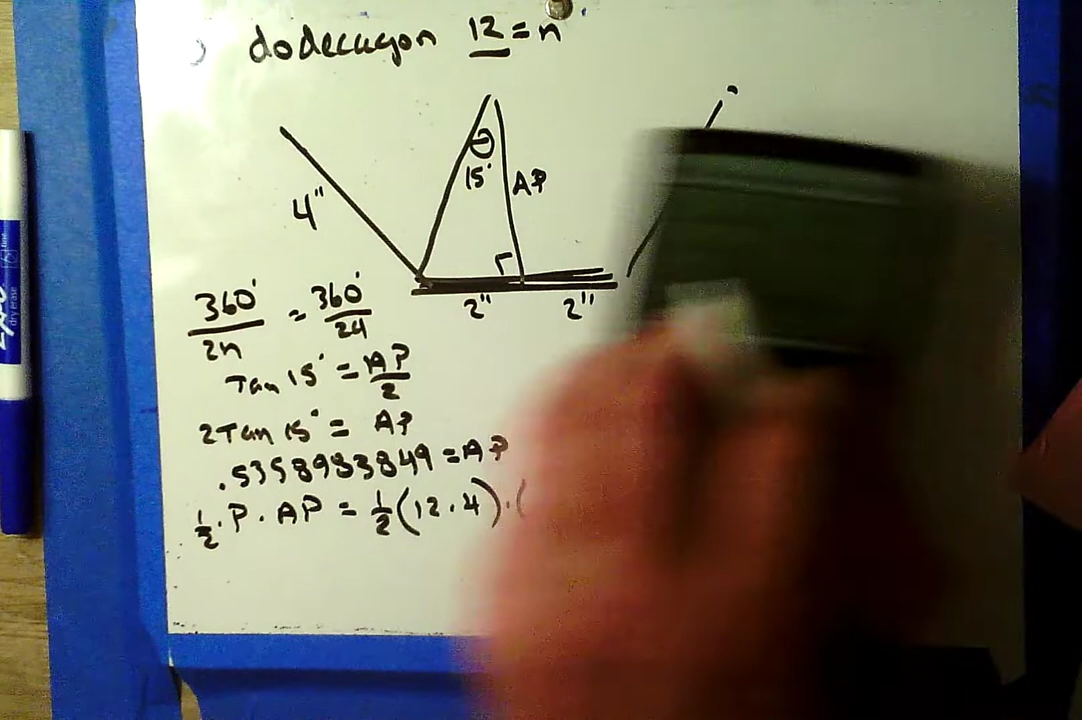 ) dodecagon 12 = n
15° AP
4"
2" 2"
360° / 2n = 360° / 24
Tan 15° = AP / 2
2 Tan 15° = AP
.5358983849 = AP
1/2 · P · AP = 1/2 (12 · 4) · (